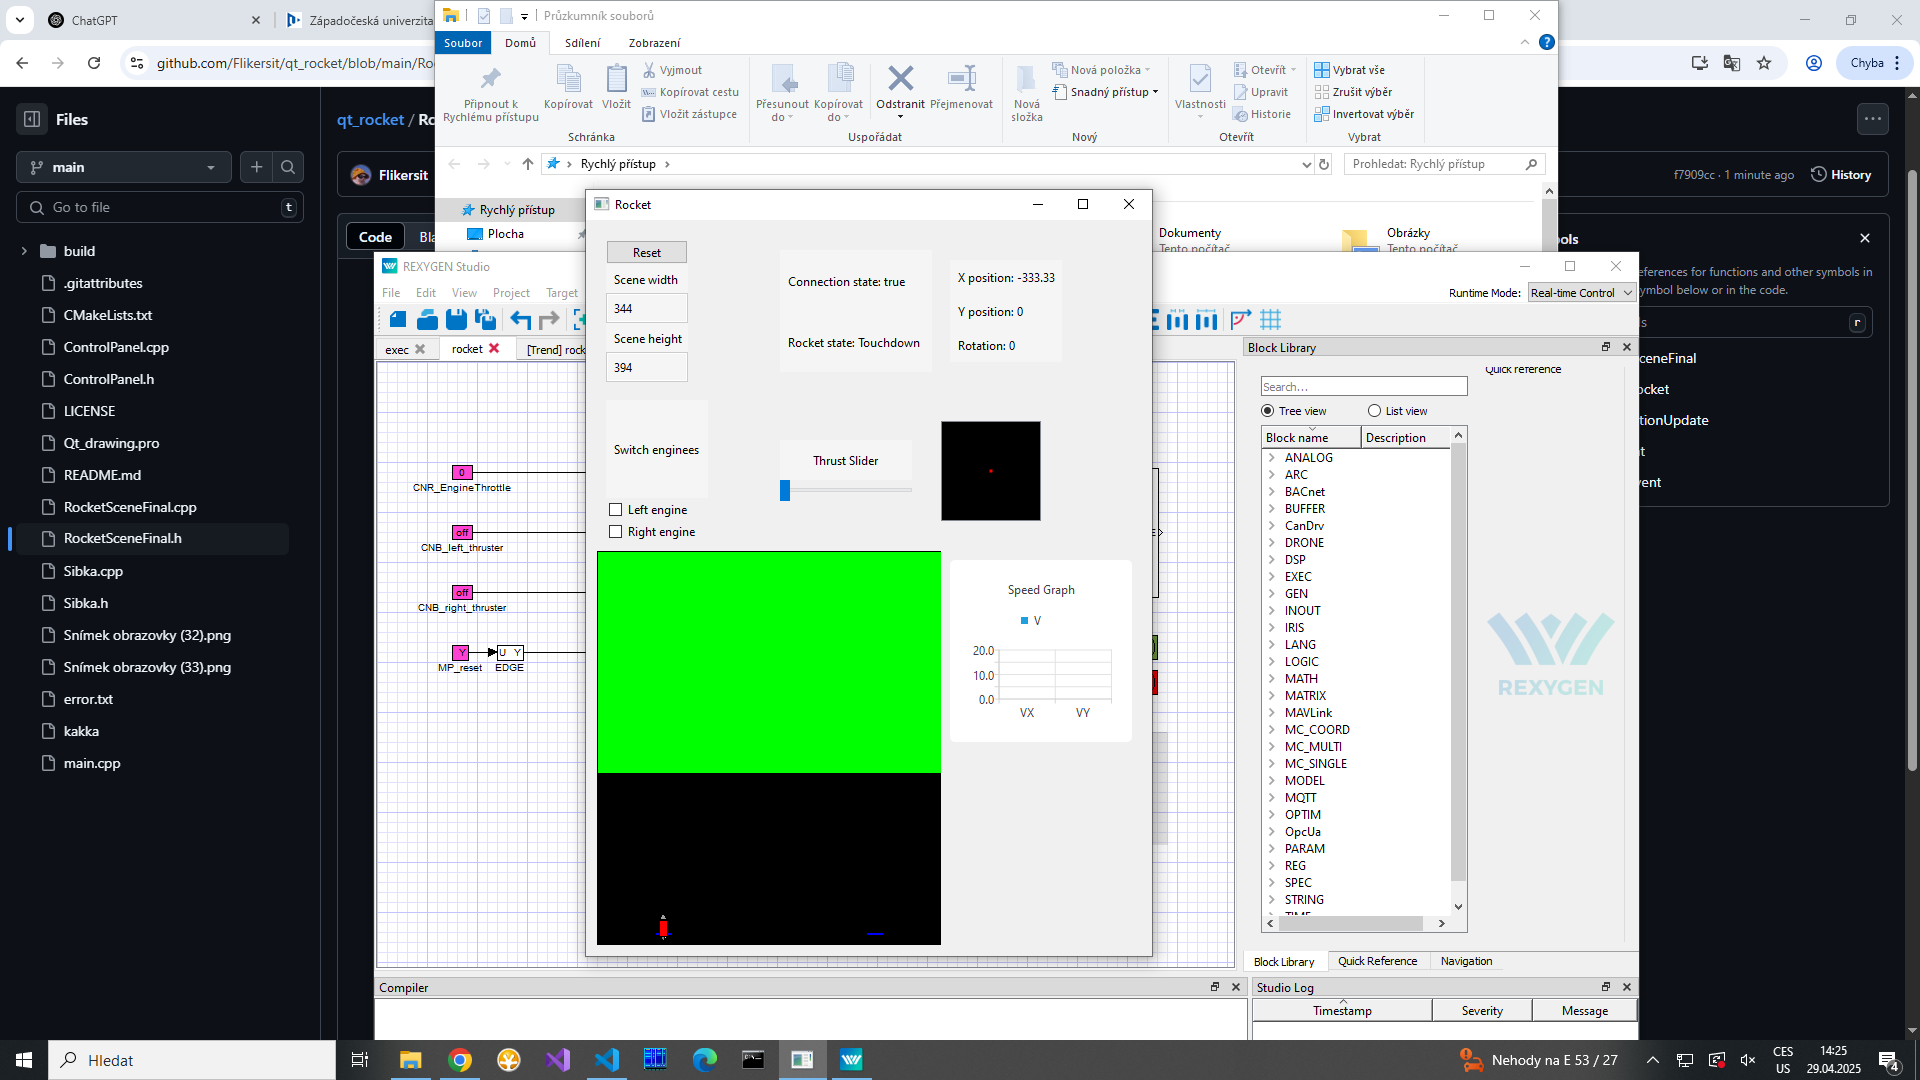 ChatGPT
Západočeská univerzita
Průzkumník souborů
github.com/Flikersit/qt_rocket/blob/main/Ro
Chyba
Soubor
Domů
Sdílení
Zobrazení
Připnout k
Rychlému přístupu
Kopírovat
Vložit
Vyjmout
Kopírovat cestu
Vložit zástupce
Schránka
Přesunout
do
Kopírovat
do
Odstranit
Přejmenovat
Uspořádat
Nová
složka
Nová položka
Snadný přístup
Nový
Vlastnosti
Otevřít
Upravit
Historie
Otevřít
Vybrat vše
Zrušit výběr
Invertovat výběr
Vybrat
Rychlý přístup
Prohledat: Rychlý přístup
Rychlý přístup
Plocha
Dokumenty
Tento počítač
Obrázky
Tento počítač
Files
main
Go to file
t
build
.gitattributes
CMakeLists.txt
ControlPanel.cpp
ControlPanel.h
LICENSE
Qt_drawing.pro
README.md
RocketSceneFinal.cpp
RocketSceneFinal.h
Sibka.cpp
Sibka.h
Snímek obrazovky (32).png
Snímek obrazovky (33).png
error.txt
kakka
main.cpp
qt_rocket / Ro
Flikersit
f7909cc · 1 minute ago
History
Code
Bla
ols
eferences for functions and other symbols in
ymbol below or in the code.
ls
r
ceneFinal
ocket
tionUpdate
t
vent
REXYGEN Studio
File
Edit
View
Project
Target
Runtime Mode:
Real-time Control
exec
rocket
[Trend] rock
0
CNR_EngineThrottle
off
CNB_left_thruster
off
CNB_right_thruster
Y
MP_reset
U Y
EDGE
Rocket
Reset
Scene width
344
Scene height
394
Connection state: true
Rocket state: Touchdown
X position: -333.33
Y position: 0
Rotation: 0
Switch enginees
Left engine
Right engine
Thrust Slider
Speed Graph
V
20.0
10.0
0.0
VX
VY
Block Library
Quick reference
Search...
Tree view
List view
Block name
Description
ANALOG
ARC
BACnet
BUFFER
CanDrv
DRONE
DSP
EXEC
GEN
INOUT
IRIS
LANG
LOGIC
MATH
MATRIX
MAVLink
MC_COORD
MC_MULTI
MC_SINGLE
MODEL
MQTT
OPTIM
OpcUa
PARAM
REG
SPEC
STRING
TIME
REXYGEN
Block Library
Quick Reference
Navigation
Compiler
Studio Log
Timestamp
Severity
Message
Hledat
Nehody na E 53 / 27
CES
US
14:25
29.04.2025
4